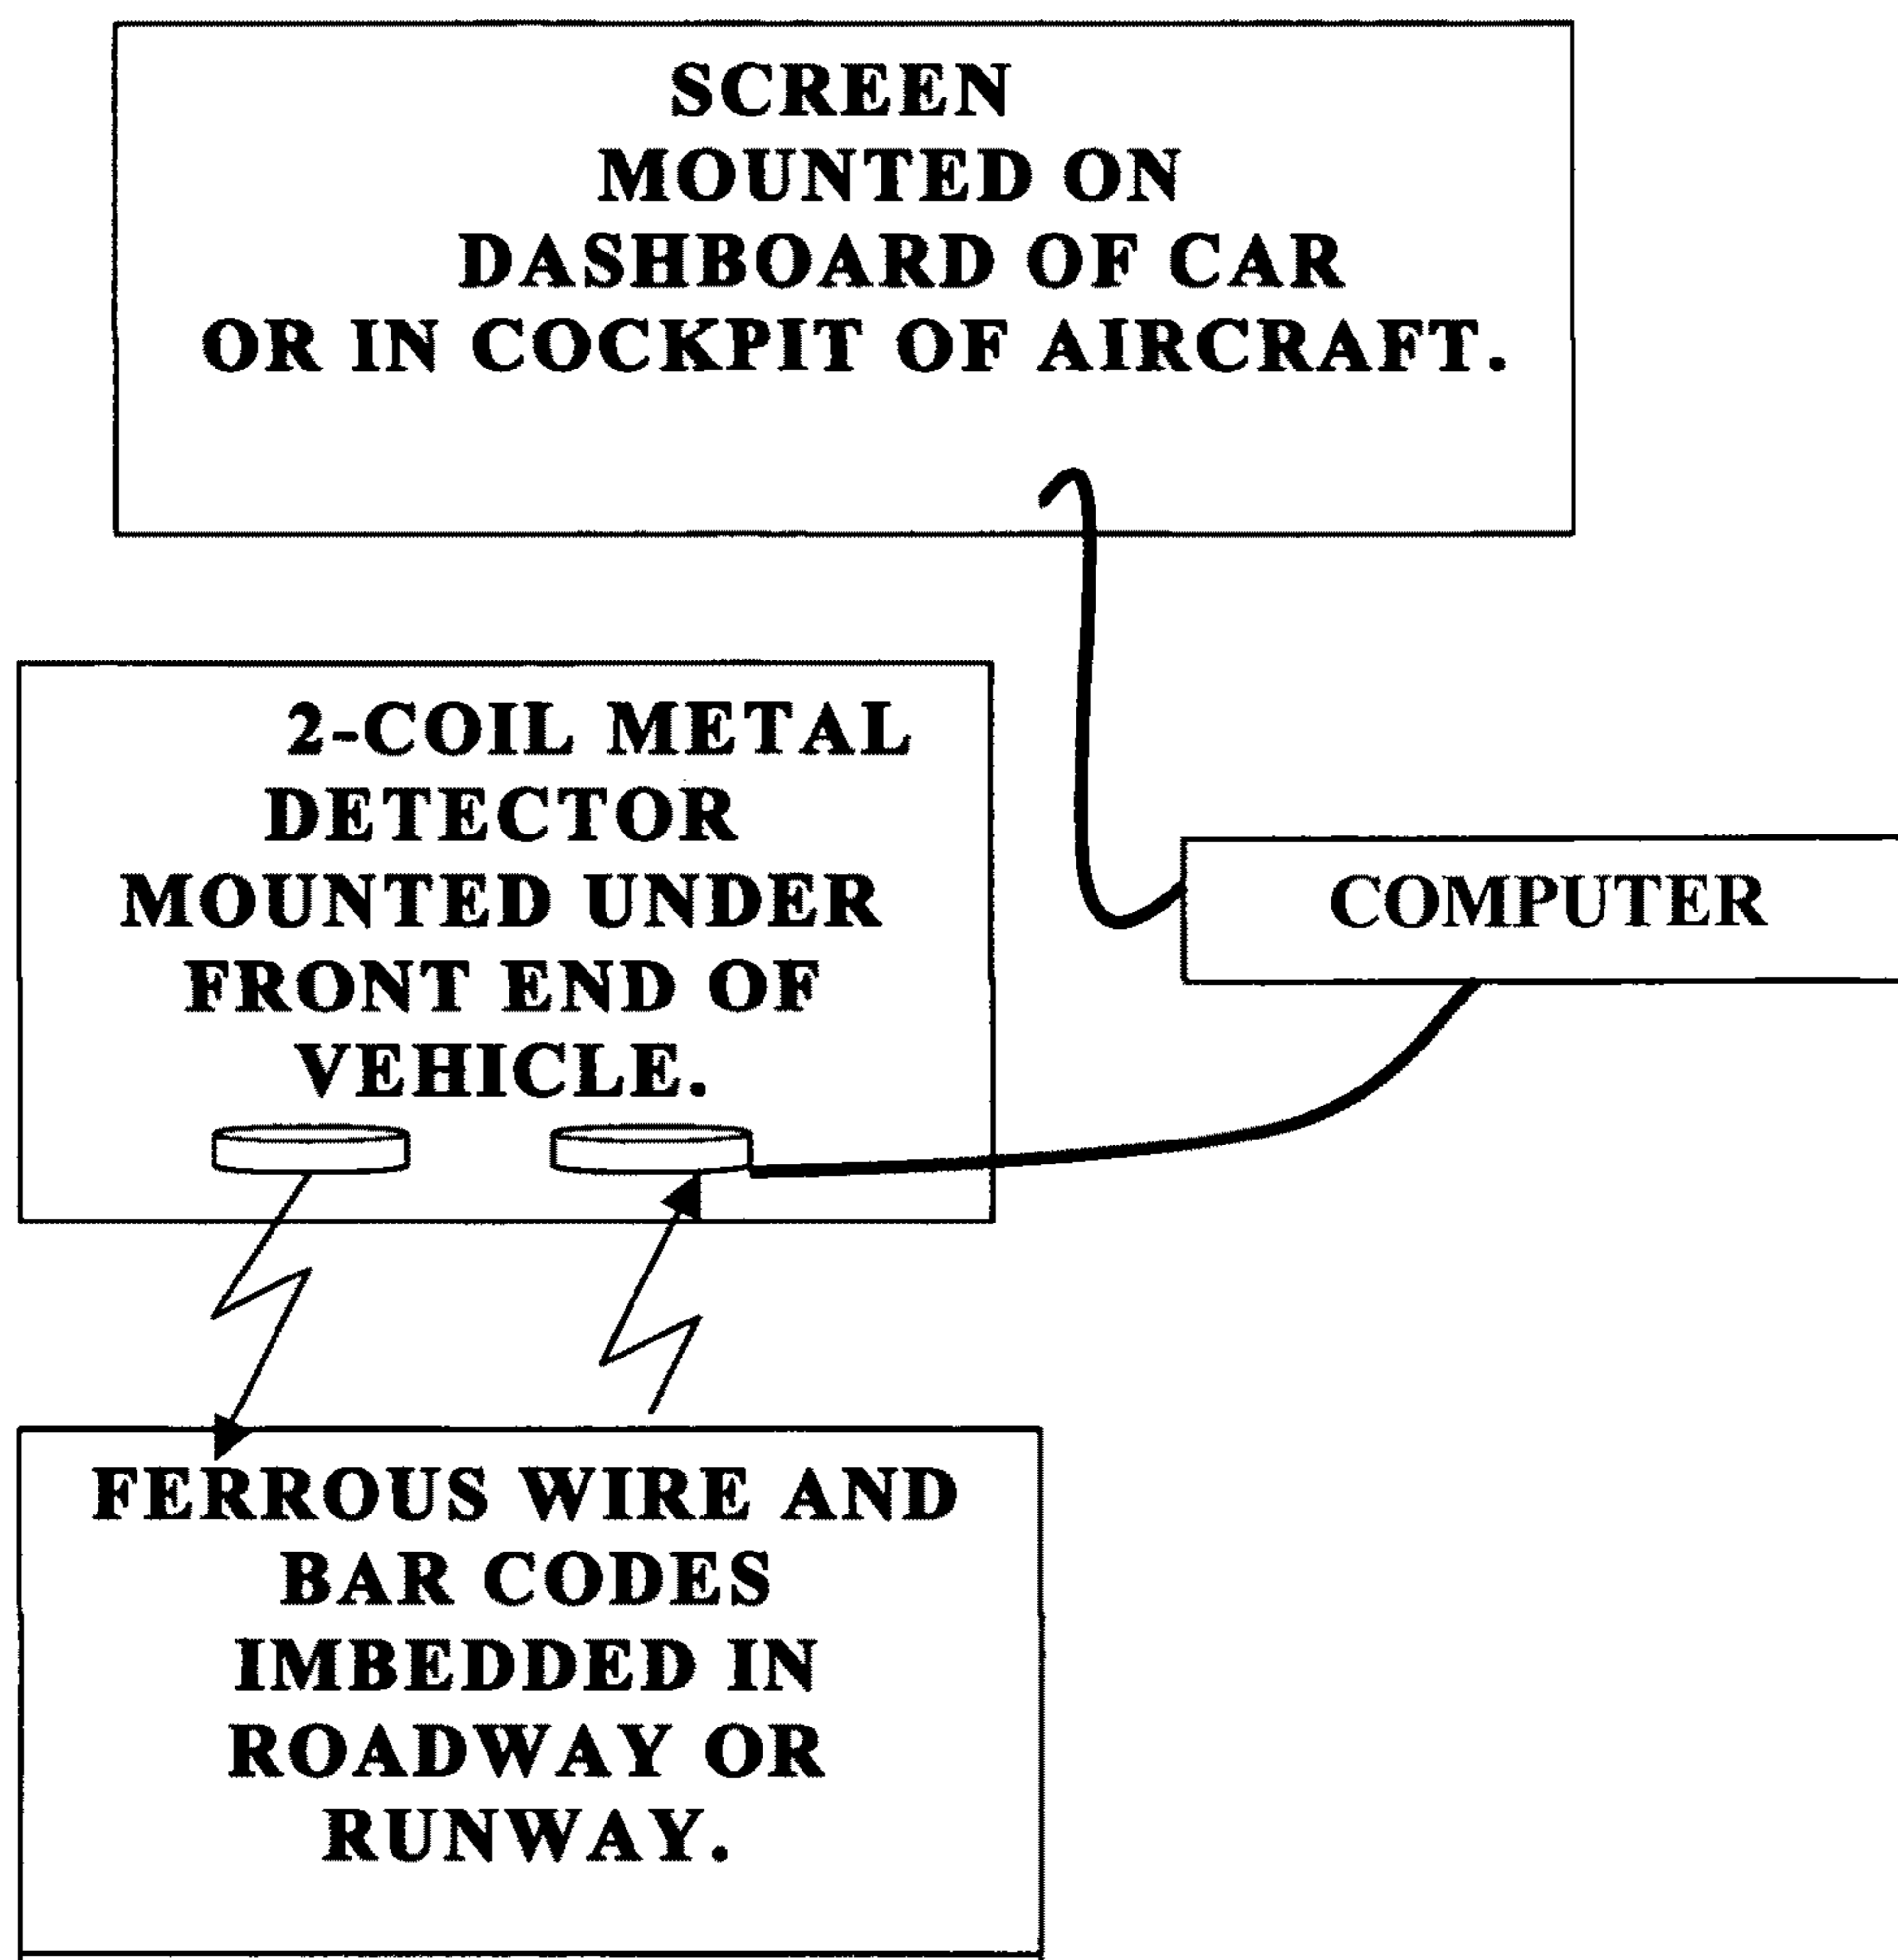 SCREEN
MOUNTED ON
DASHBOARD OF CAR
OR IN COCKPIT OF AIRCRAFT.
2-COIL METAL
DETECTOR
MOUNTED UNDER
FRONT END OF
VEHICLE.
COMPUTER
FERROUS WIRE AND
BAR CODES
IMBEDDED IN
ROADWAY OR
RUNWAY.